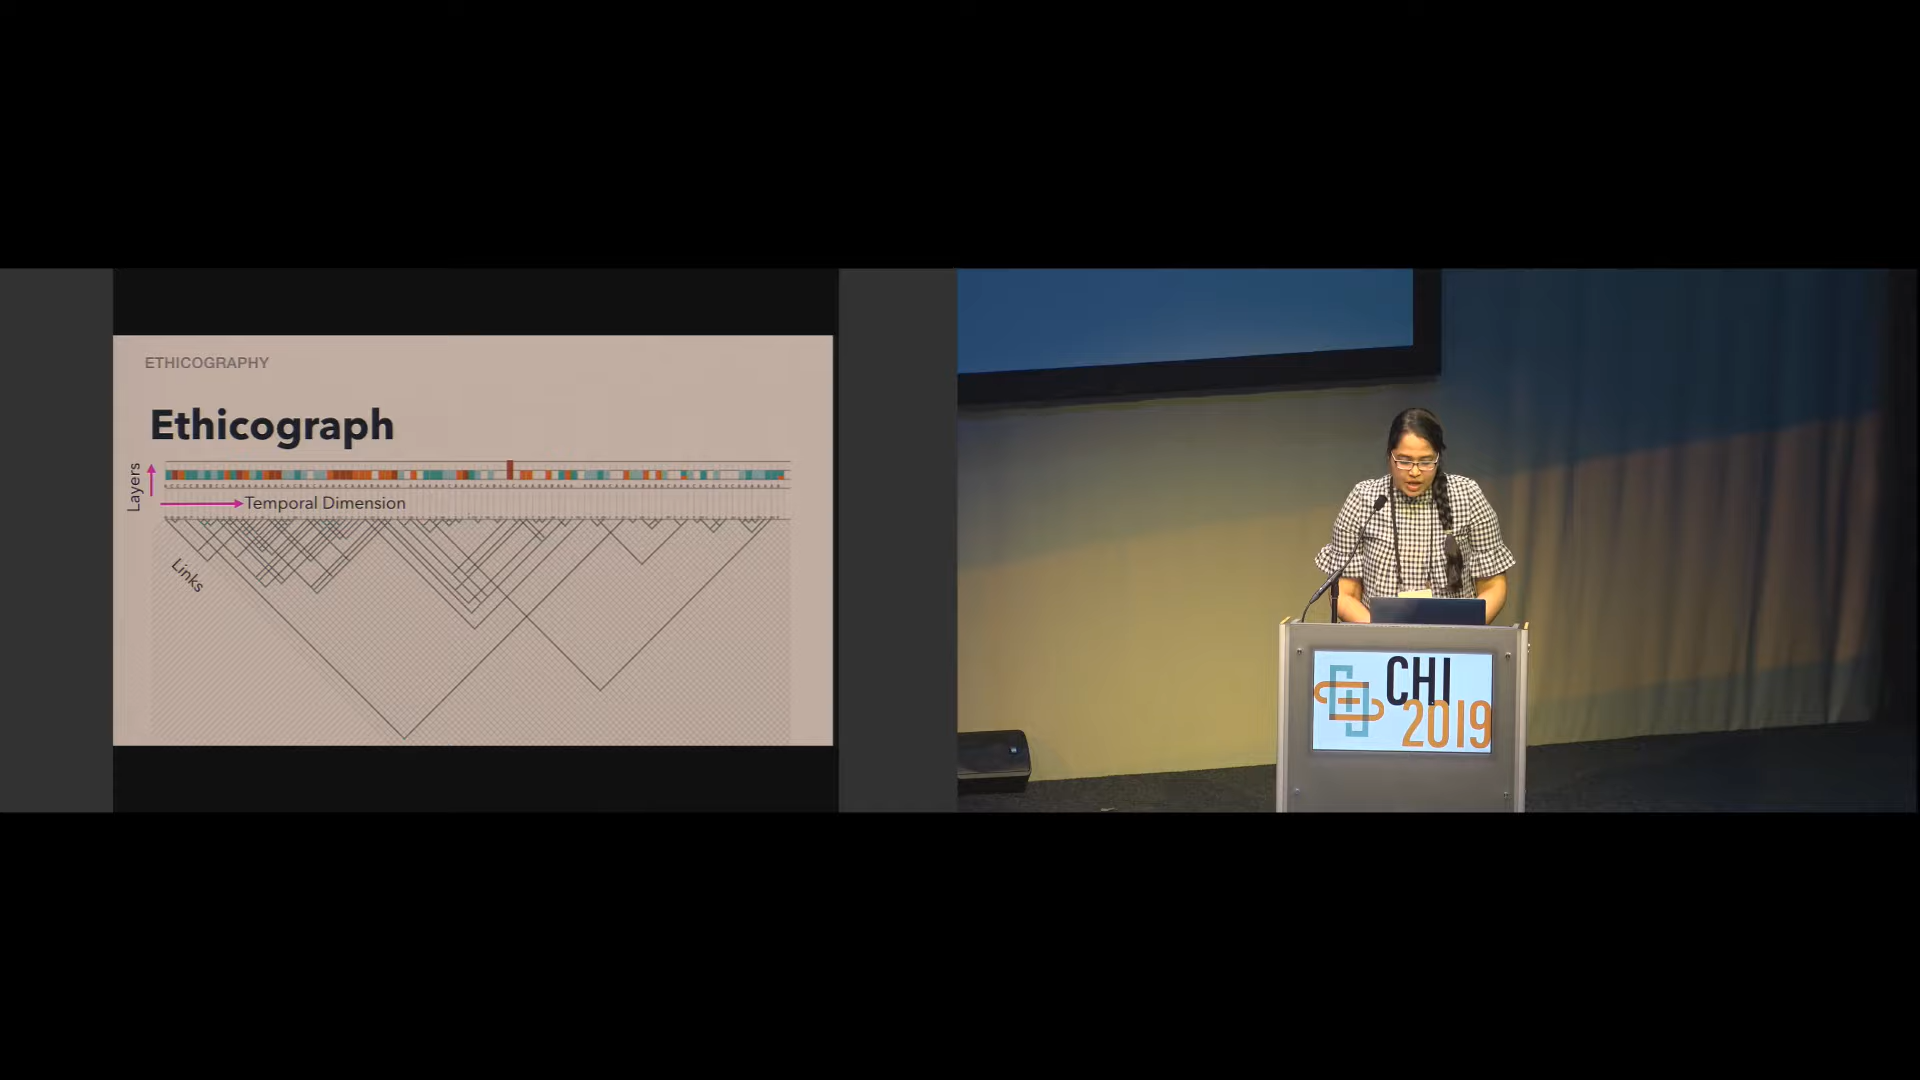 ETHICOGRAPHY
Ethicograph
Layers
Temporal Dimension
Links
CHI
2019